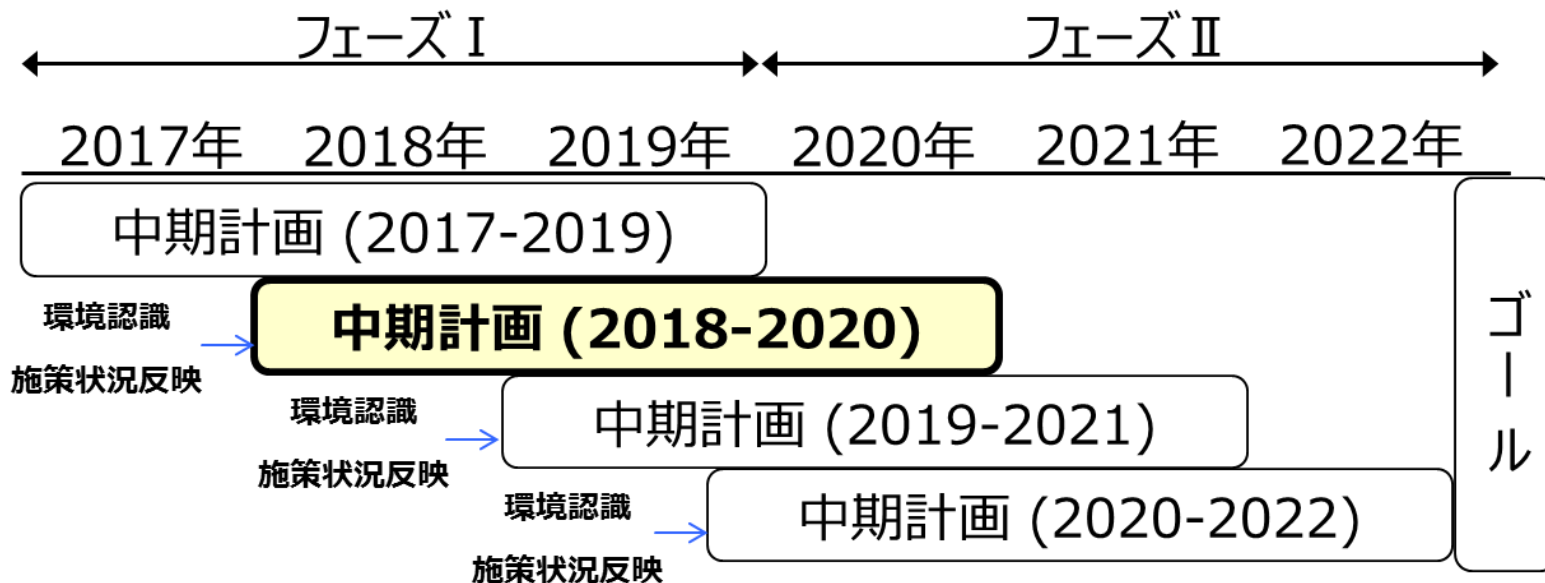 フェーズⅠ
フェーズⅡ
2017年
2018年
2019年
2020年
2021年
2022年
中期計画 (2017-2019)
環境認識
施策状況反映
中期計画 (2018-2020)
環境認識
施策状況反映
中期計画 (2019-2021)
環境認識
施策状況反映
中期計画 (2020-2022)
ゴール